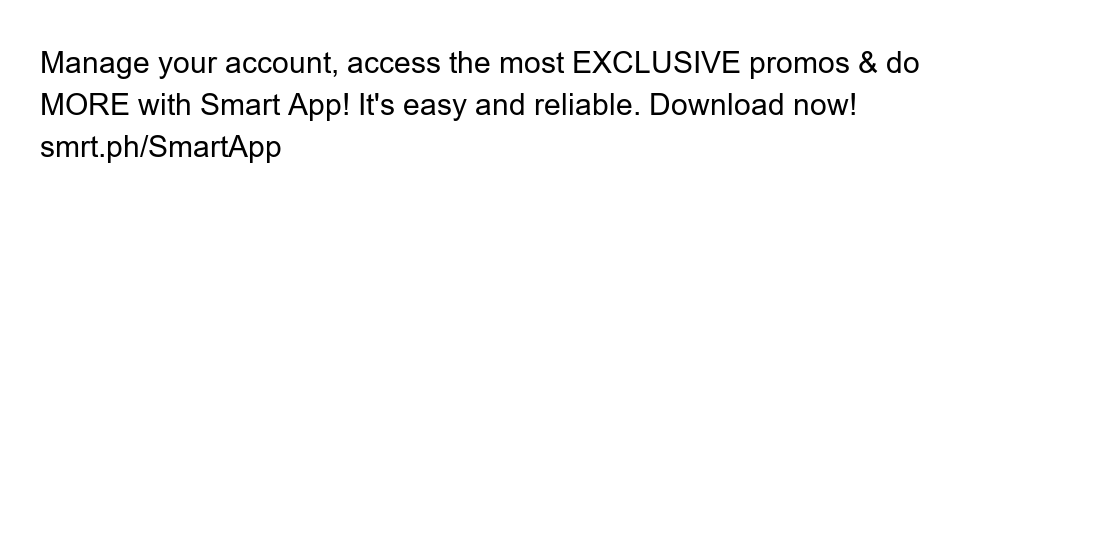 Manage your account, access the most EXCLUSIVE promos & do
MORE with Smart App! It's easy and reliable. Download now!
smrt.ph/SmartApp